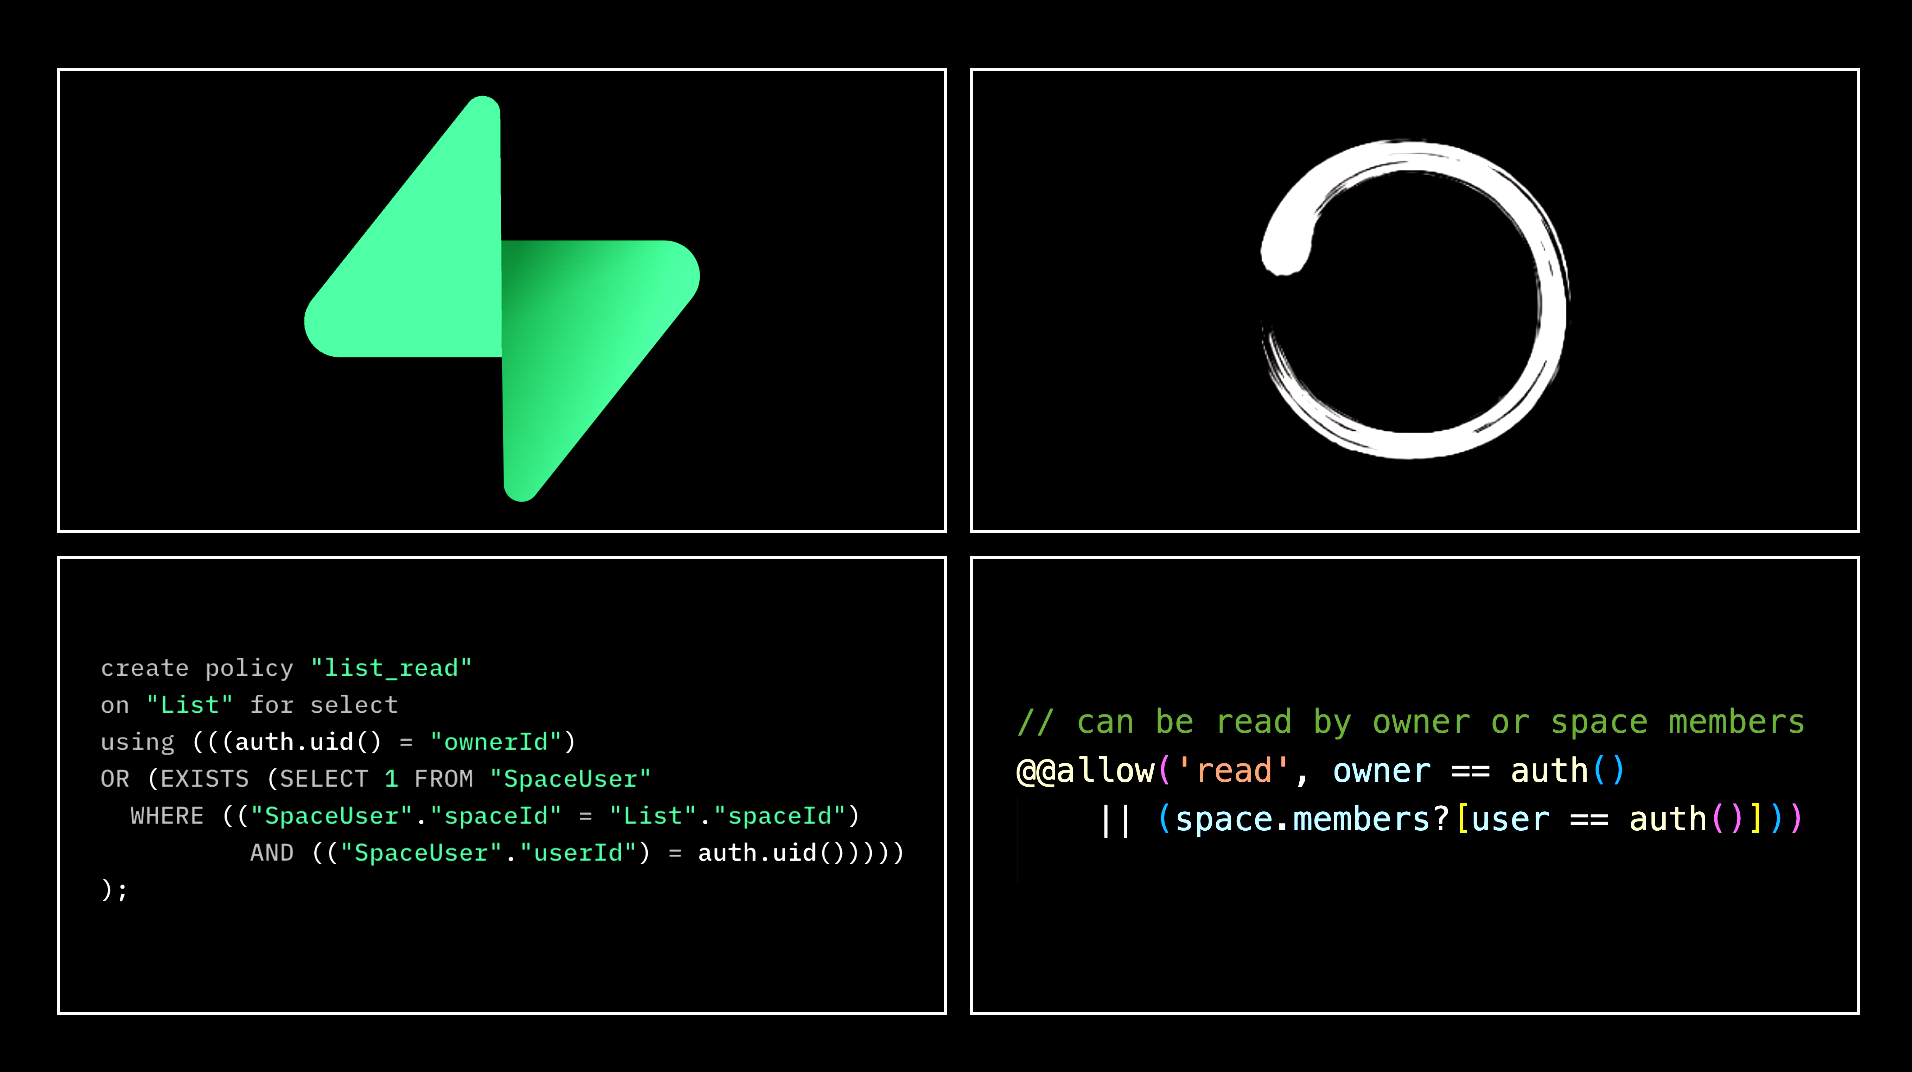 create policy "list_read"
on "List" for select
using (((auth.uid() = "ownerId")
OR (EXISTS (SELECT 1 FROM "SpaceUser"
  WHERE (("SpaceUser"."spaceId" = "List"."spaceId")
          AND (("SpaceUser"."userId") = auth.uid()))))
);
// can be read by owner or space members
@@allow('read', owner == auth()
    || (space.members?[user == auth()]))